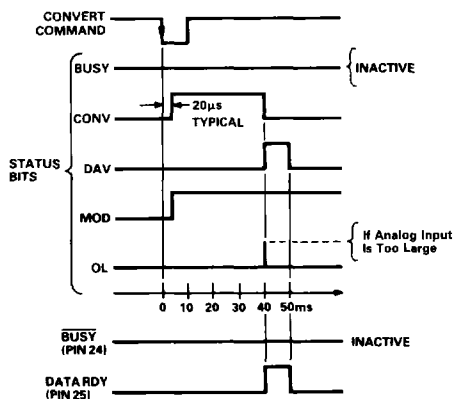 CONVERT
COMMAND
BUSY
INACTIVE
CONV
20µs
TYPICAL
STATUS
BITS
DAV
MOD
If Analog Input
Is Too Large
OL
0 10 20 30 40 50ms
BUSY
(PIN 24)
INACTIVE
DATA RDY
(PIN 25)